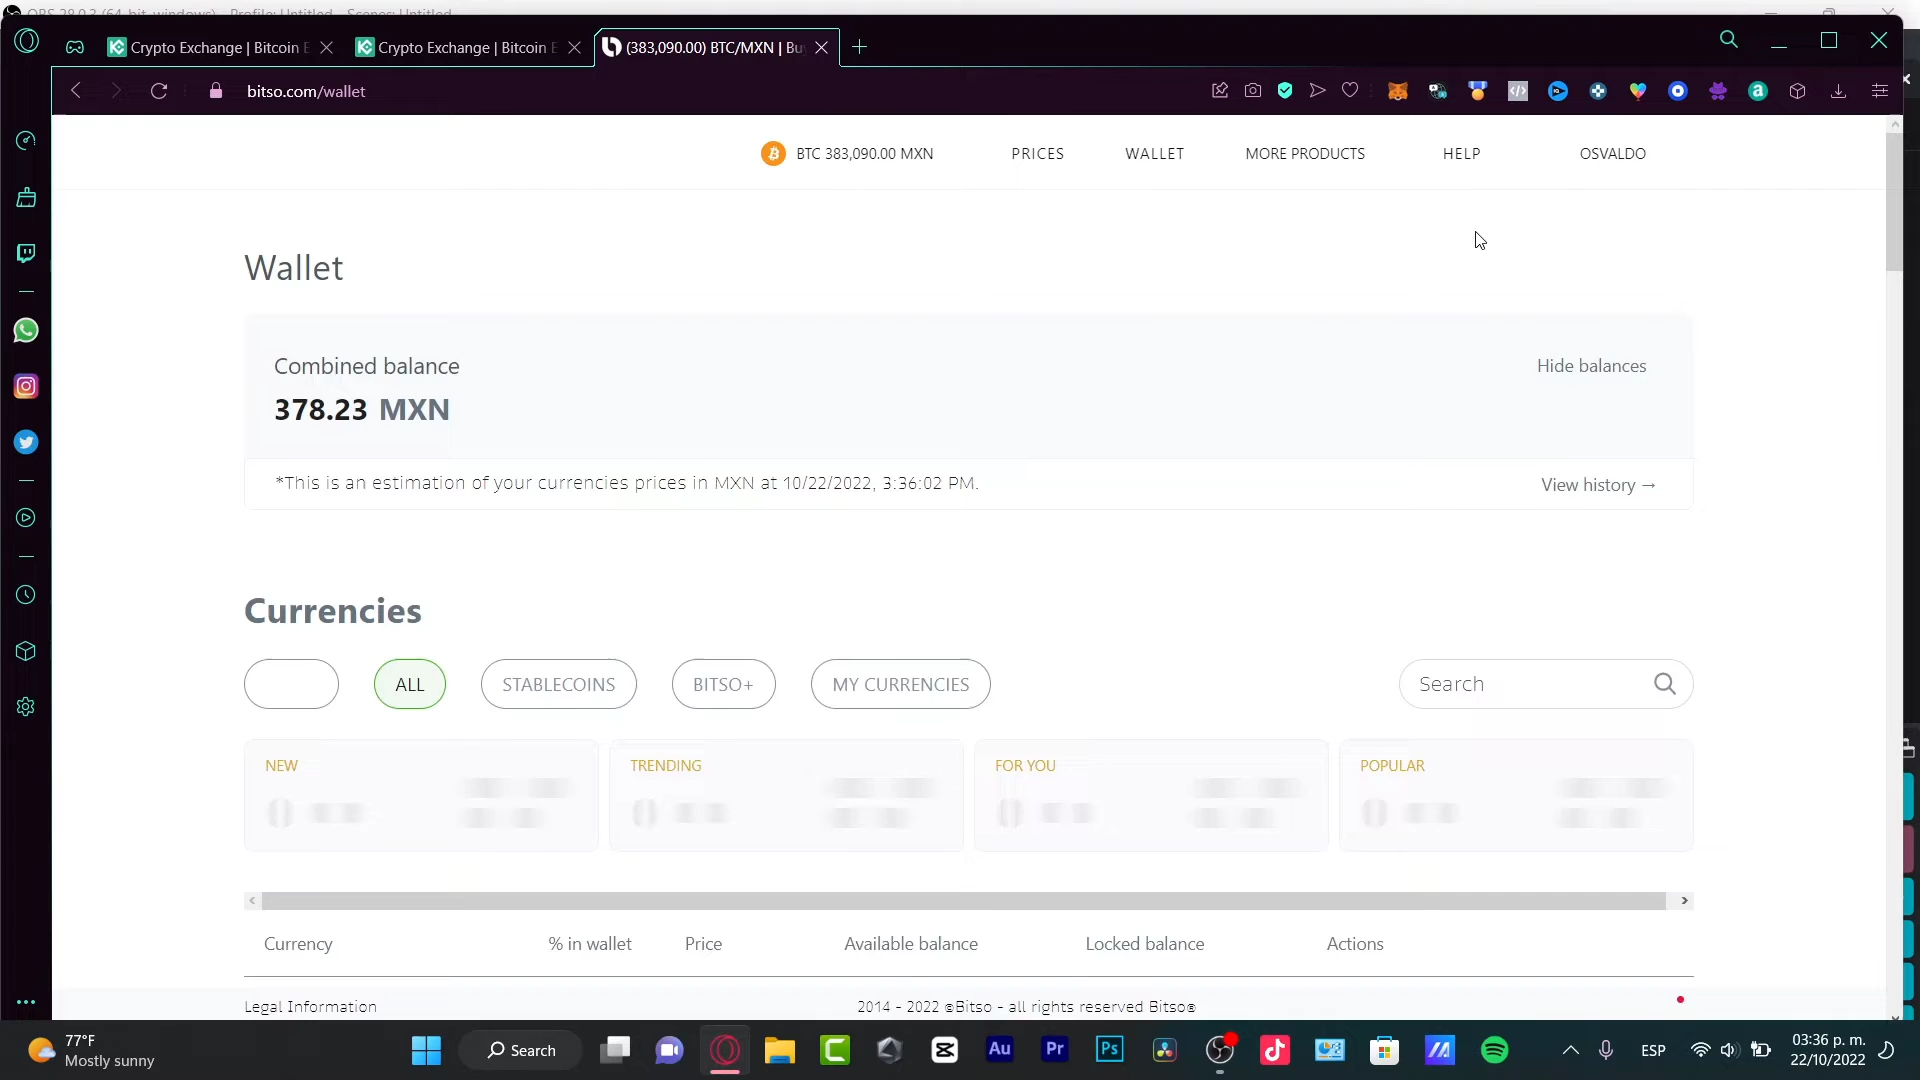 Crypto Exchange | Bitcoin E
Crypto Exchange | Bitcoin E
(383,090.00) BTC/MXN | Bu
bitso.com/wallet
BTC 383,090.00 MXN
PRICES
WALLET
MORE PRODUCTS
HELP
OSVALDO
Wallet
Combined balance
Hide balances
378.23 MXN
*This is an estimation of your currencies prices in MXN at 10/22/2022, 3:36:02 PM.
View history →
Currencies
ALL
STABLECOINS
BITSO+
MY CURRENCIES
Search
NEW
TRENDING
FOR YOU
POPULAR
Currency
% in wallet
Price
Available balance
Locked balance
Actions
Legal Information
2014 - 2022 ©Bitso - all rights reserved Bitso®
77°F
Mostly sunny
Search
Au
Pr
Ps
ESP
03:36 p. m.
22/10/2022